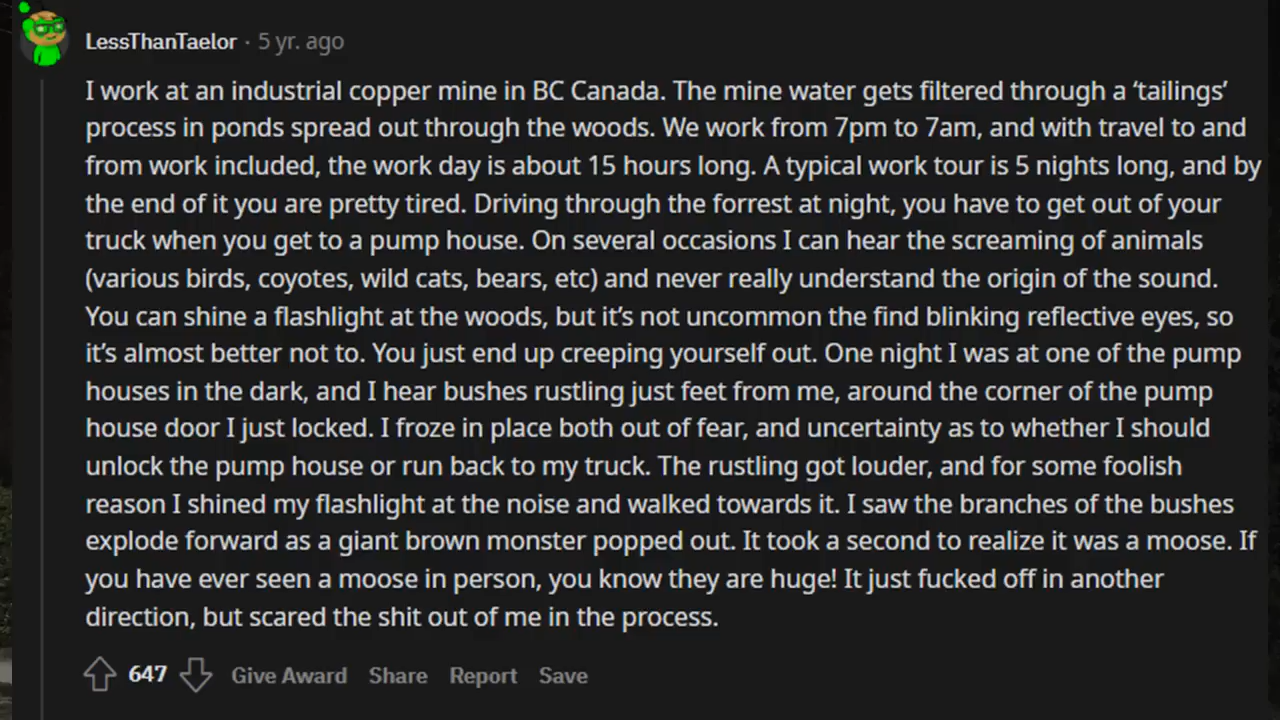 LessThanTaelor · 5 yr. ago
I work at an industrial copper mine in BC Canada. The mine water gets filtered through a ‘tailings’
process in ponds spread out through the woods. We work from 7pm to 7am, and with travel to and
from work included, the work day is about 15 hours long. A typical work tour is 5 nights long, and by
the end of it you are pretty tired. Driving through the forrest at night, you have to get out of your
truck when you get to a pump house. On several occasions I can hear the screaming of animals
(various birds, coyotes, wild cats, bears, etc) and never really understand the origin of the sound.
You can shine a flashlight at the woods, but it’s not uncommon the find blinking reflective eyes, so
it’s almost better not to. You just end up creeping yourself out. One night I was at one of the pump
houses in the dark, and I hear bushes rustling just feet from me, around the corner of the pump
house door I just locked. I froze in place both out of fear, and uncertainty as to whether I should
unlock the pump house or run back to my truck. The rustling got louder, and for some foolish
reason I shined my flashlight at the noise and walked towards it. I saw the branches of the bushes
explode forward as a giant brown monster popped out. It took a second to realize it was a moose. If
you have ever seen a moose in person, you know they are huge! It just fucked off in another
direction, but scared the shit out of me in the process.
647 Give Award Share Report Save